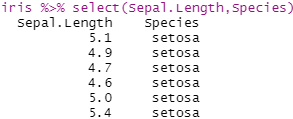 iris %>% select(Sepal.Length,Species)
Sepal.Length Species
5.1 setosa
4.9 setosa
4.7 setosa
4.6 setosa
5.0 setosa
5.4 setosa